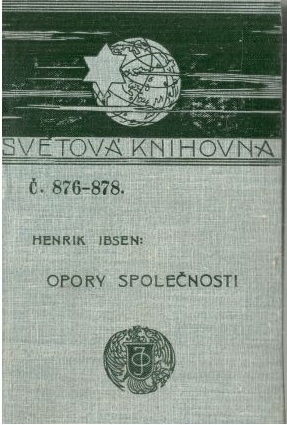 SVĚTOVÁ KNIHOVNA
Č. 876-878.
HENRIK IBSEN:
OPORY SPOLEČNOSTI